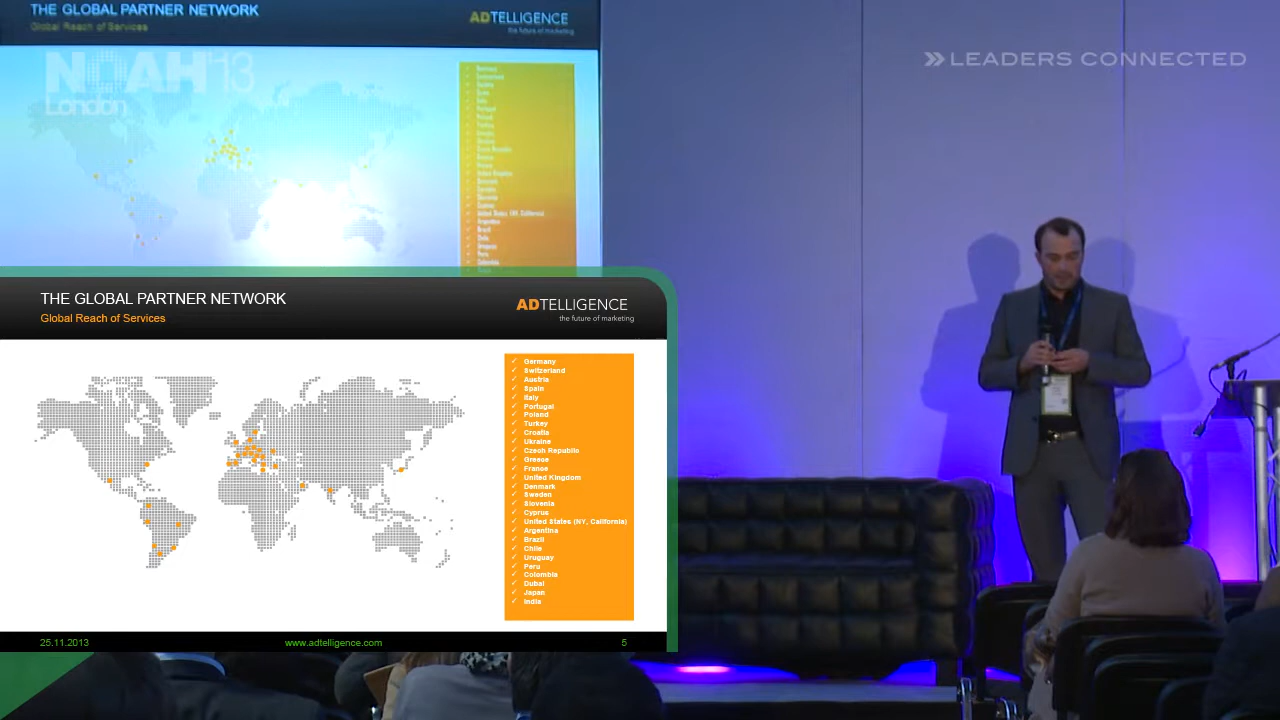 THE GLOBAL PARTNER NETWORK
Global Reach of Services
ADTELLIGENCE
the future of marketing
NOAH'13
London
LEADERS CONNECTED
THE GLOBAL PARTNER NETWORK
Global Reach of Services
ADTELLIGENCE
the future of marketing
✓ Germany
✓ Switzerland
✓ Austria
✓ Spain
✓ Italy
✓ Portugal
✓ Poland
✓ Turkey
✓ Croatia
✓ Ukraine
✓ Czech Republic
✓ Greece
✓ France
✓ United Kingdom
✓ Denmark
✓ Sweden
✓ Slovenia
✓ Cyprus
✓ United States (NY, California)
✓ Argentina
✓ Brazil
✓ Chile
✓ Uruguay
✓ Peru
✓ Colombia
✓ Dubai
✓ Japan
✓ India
25.11.2013
www.adtelligence.com
5